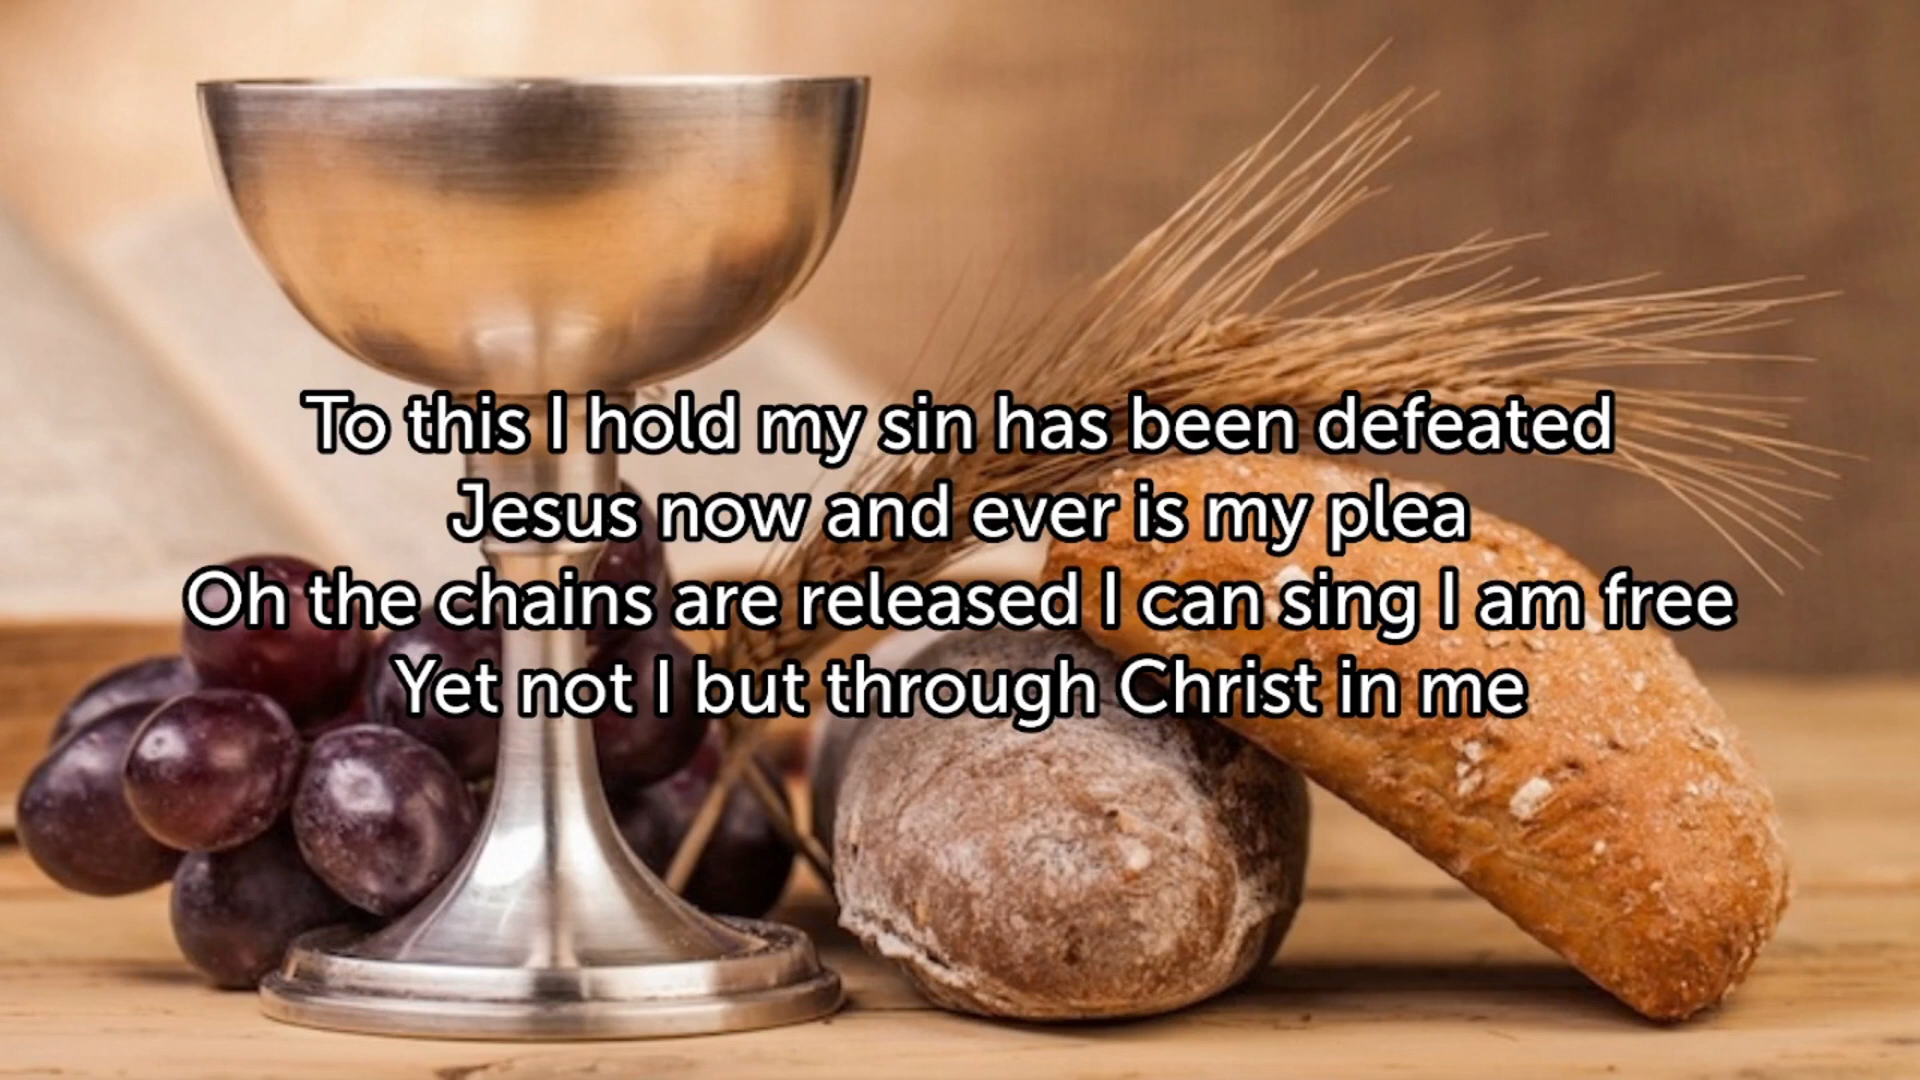 To this I hold my sin has been defeated
Jesus now and ever is my plea
Oh the chains are released I can sing I am free
Yet not I but through Christ in me